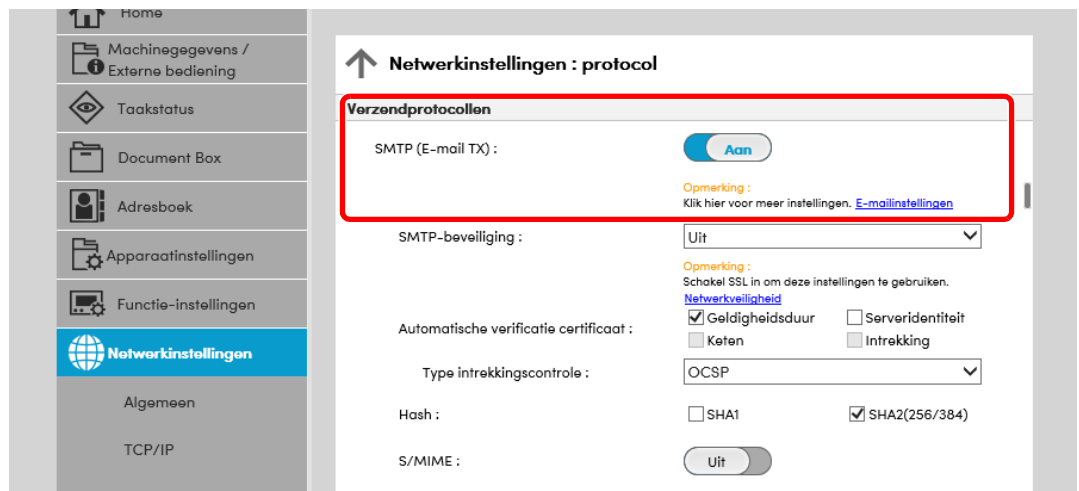 Home
Machinegegevens /
Externe bediening
Taakstatus
Document Box
Adresboek
Apparaatinstellingen
Functie-instellingen
Netwerkinstellingen
Algemeen
TCP/IP
Netwerkinstellingen : protocol
Verzendprotocollen
SMTP (E-mail TX) :
Aan
Opmerking :
Klik hier voor meer instellingen. E-mailinstellingen
SMTP-beveiliging :
Uit
Opmerking :
Schakel SSL in om deze instellingen te gebruiken.
Netwerkveiligheid
Automatische verificatie certificaat :
Geldigheidsduur
Serveridentiteit
Keten
Intrekking
Type intrekkingscontrole :
OCSP
Hash :
SHA1
SHA2(256/384)
S/MIME :
Uit